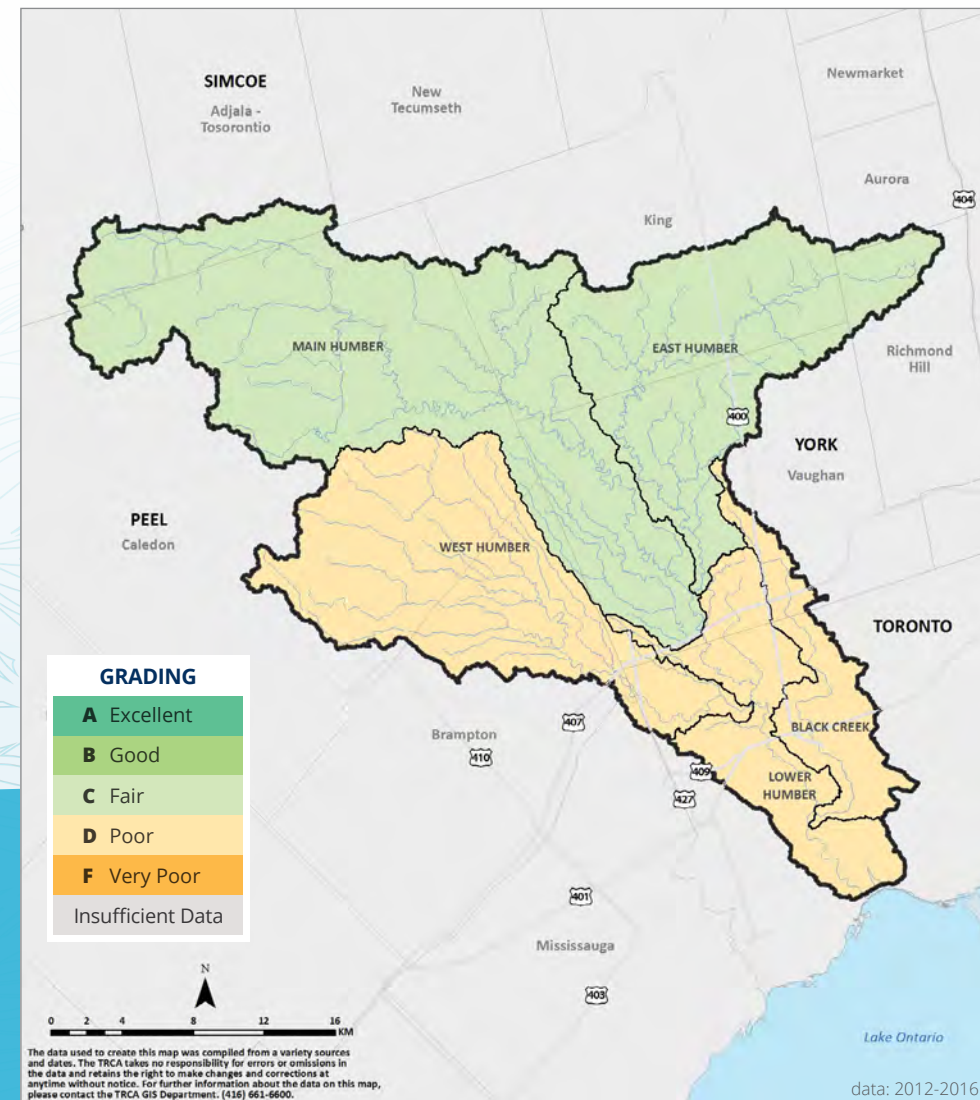 SIMCOE
Adjala -
Tosorontio
New
Tecumseth
Newmarket
Aurora
404
King
MAIN HUMBER
EAST HUMBER
Richmond
Hill
400
YORK
Vaughan
PEEL
Caledon
WEST HUMBER
TORONTO
GRADING
A Excellent
B Good
C Fair
D Poor
F Very Poor
Insufficient Data
Brampton
407
410
BLACK CREEK
409
LOWER
HUMBER
427
401
Mississauga
403
N
0 2 4 8 12 16
KM
Lake Ontario
The data used to create this map was compiled from a variety sources
and dates. The TRCA takes no responsibility for errors or omissions in
the data and retains the right to make changes and corrections at
anytime without notice. For further information about the data on this map,
please contact the TRCA GIS Department. (416) 661-6600.
data: 2012-2016